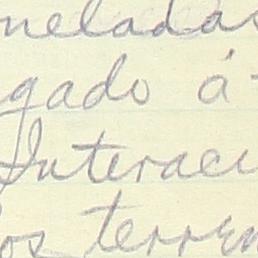 neladas
gado á
Interaci
os terren